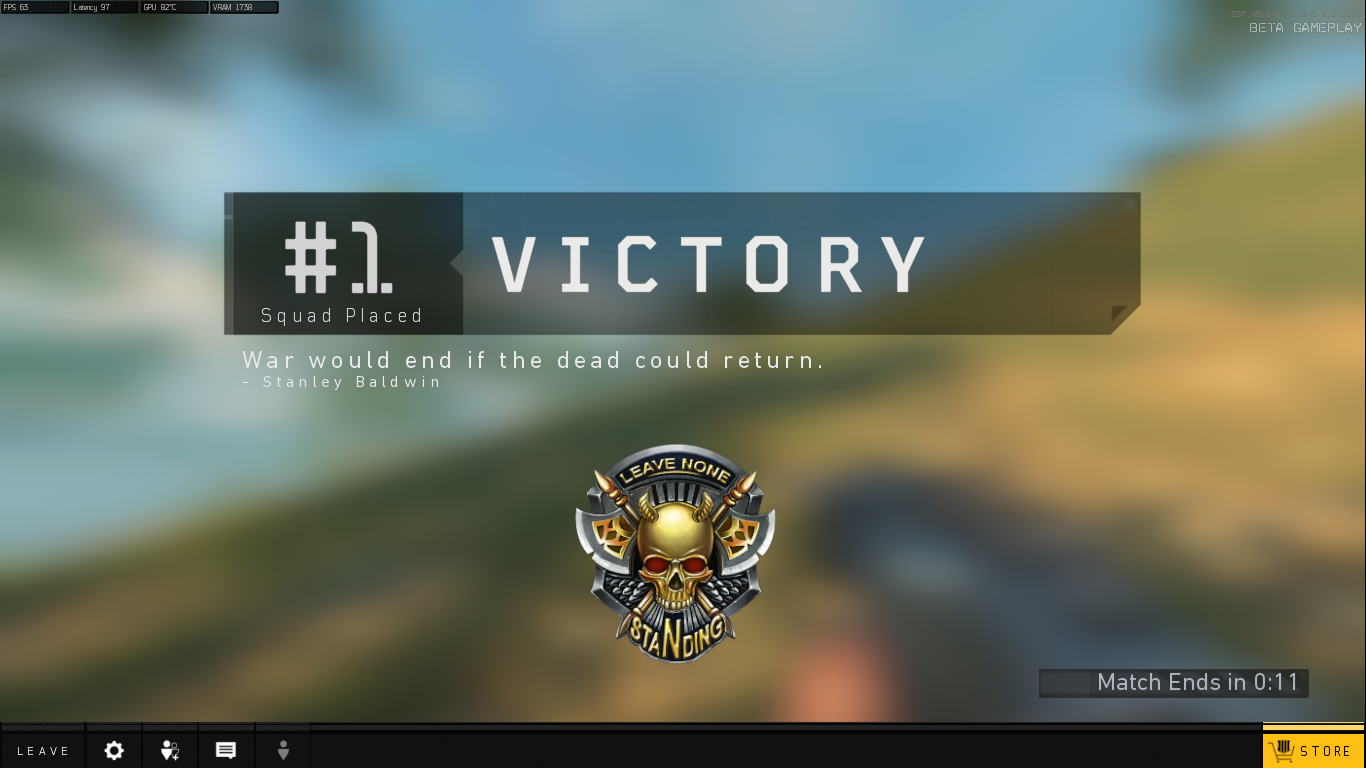 FPS 63 Latency 97 GPU 82°C VRAM 1738
BETA GAMEPLAY
#1 VICTORY
Squad Placed
War would end if the dead could return.
- Stanley Baldwin
LEAVE NONE
STANDING
Match Ends in 0:11
LEAVE STORE